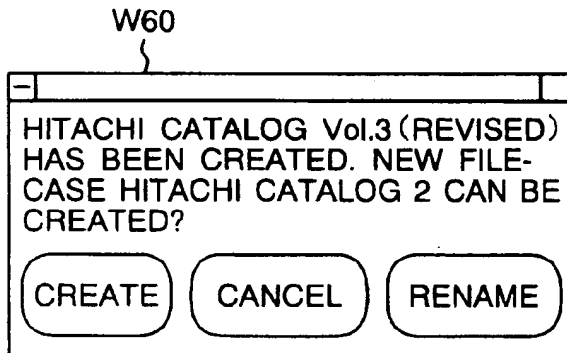 W60
HITACHI CATALOG Vol.3 (REVISED)
HAS BEEN CREATED. NEW FILE-
CASE HITACHI CATALOG 2 CAN BE
CREATED?
CREATE CANCEL RENAME